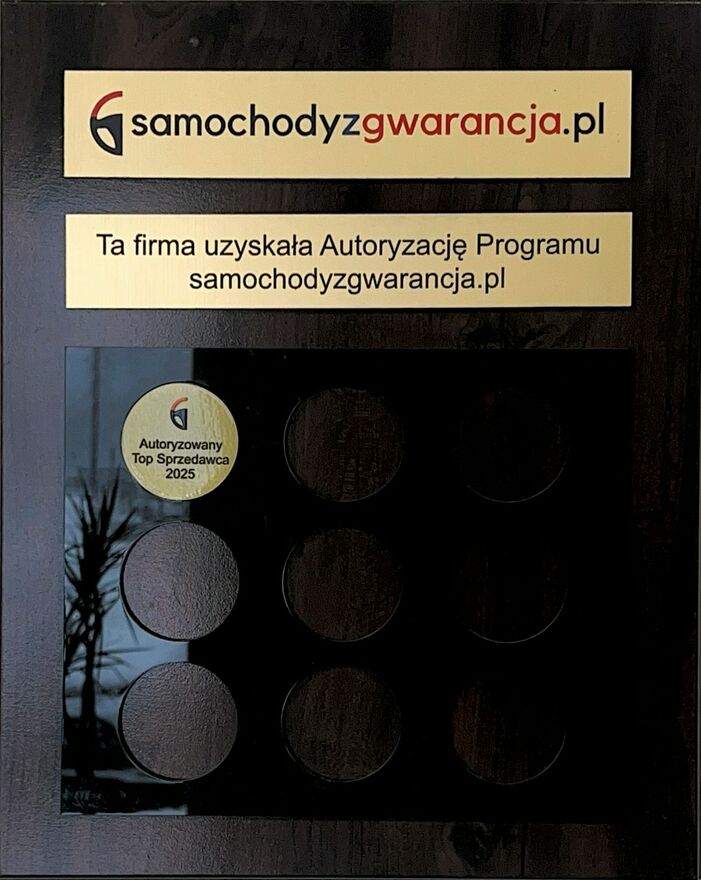 samochodyzgwarancja.pl
Ta firma uzyskała Autoryzację Programu
samochodyzgwarancja.pl
Autoryzowany
Top Sprzedawca
2025